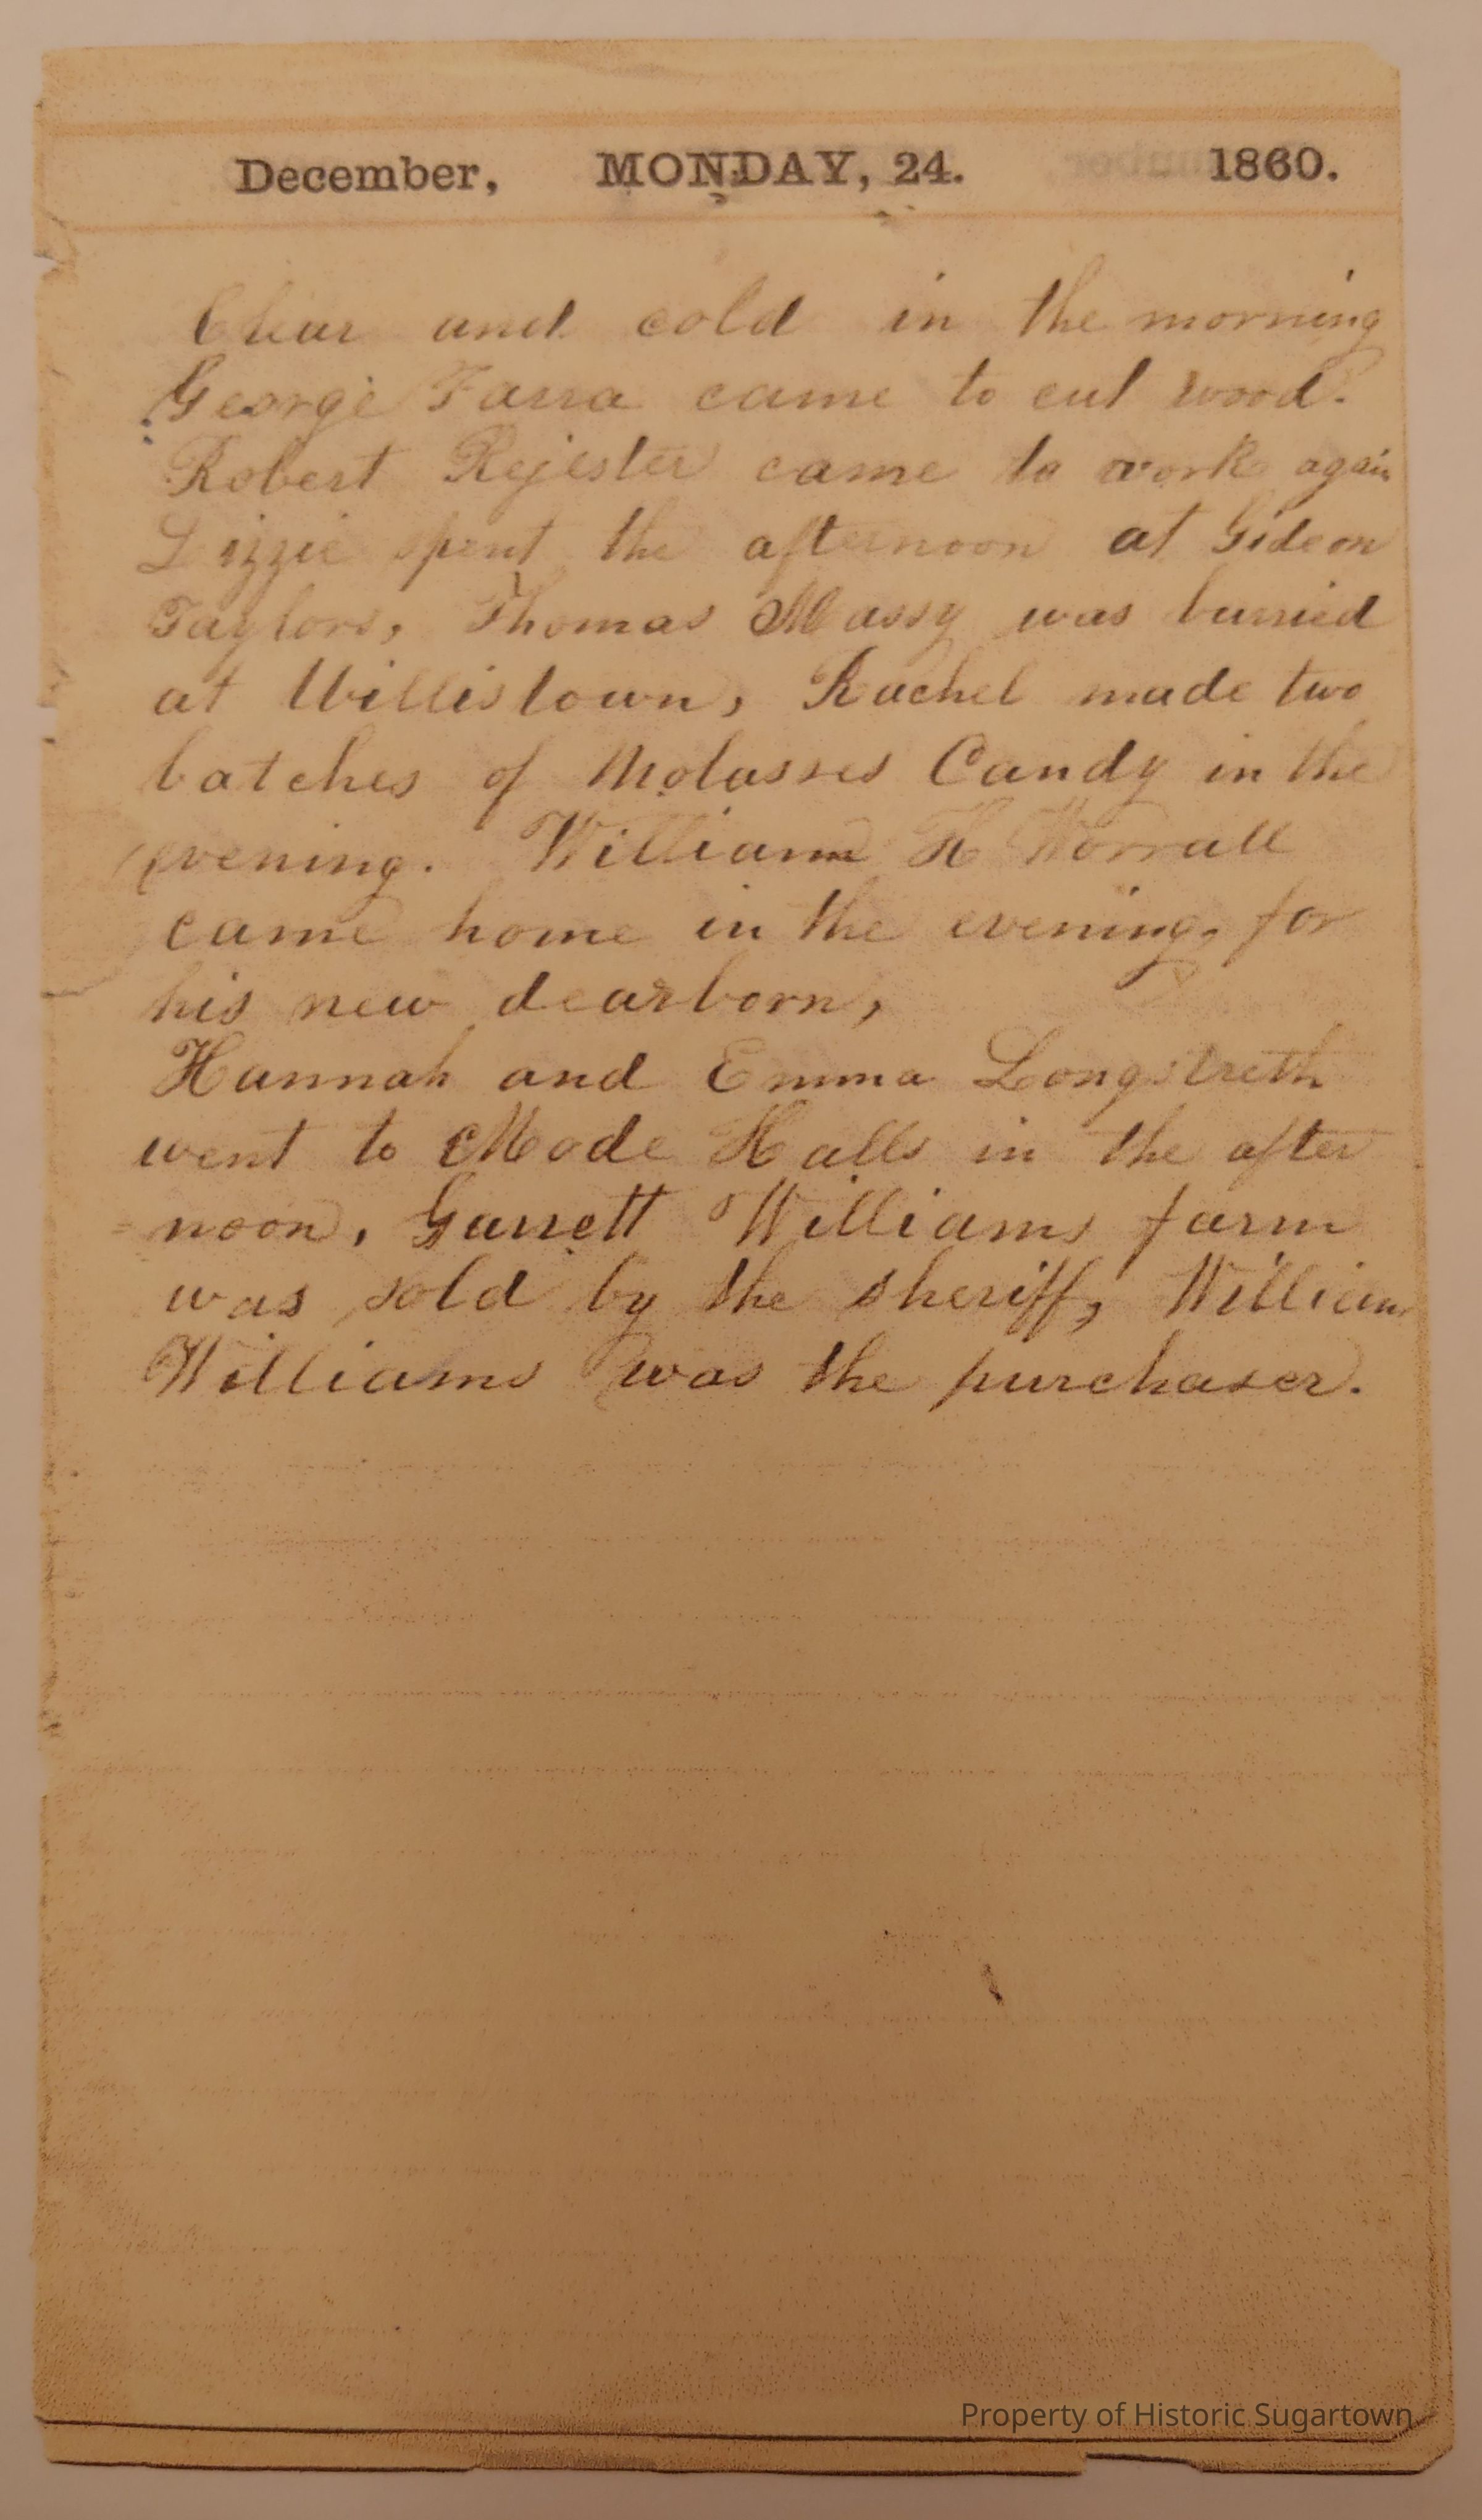 December, MONDAY, 24. 1860.
Clear and cold in the morning
George Farra came to cut wood.
Robert Rejester came to work again
Lizzie spent the afternoon at Gideon
Taylors, Thomas Massy was burried
at Willistown, Rachel made two
batches of Molasses Candy in the
evening. William H Worrall
came home in the evening, for
his new dearborn,
Hannah and Emma Longstreth
went to Mode Halls in the after
noon, Garrett Williams farm
was sold by the sheriff, William
Williams was the purchaser.
Property of Historic Sugartown